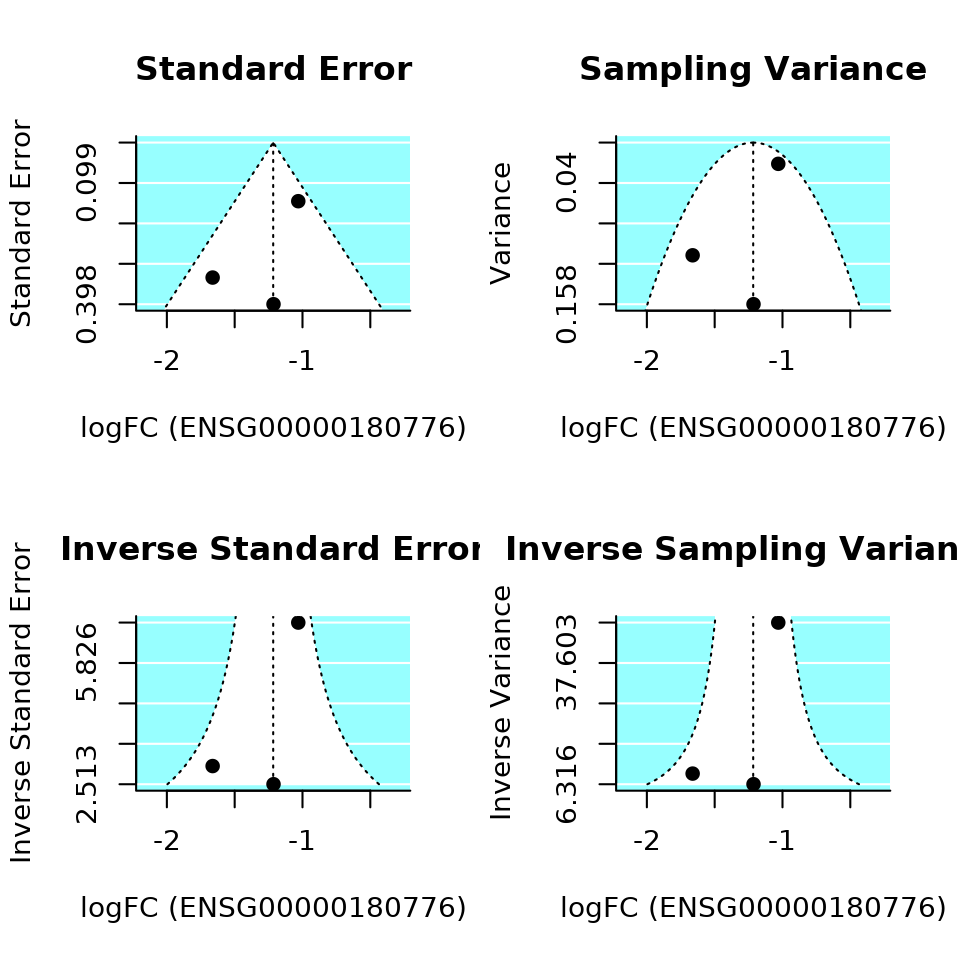 Standard Error
Standard Error
0.099
0.398
-2 -1
logFC (ENSG00000180776)
Sampling Variance
Variance
0.04
0.158
-2 -1
logFC (ENSG00000180776)
Inverse Standard Error
Inverse Standard Error
5.826
2.513
-2 -1
logFC (ENSG00000180776)
Inverse Sampling Varian
Inverse Variance
37.603
6.316
-2 -1
logFC (ENSG00000180776)